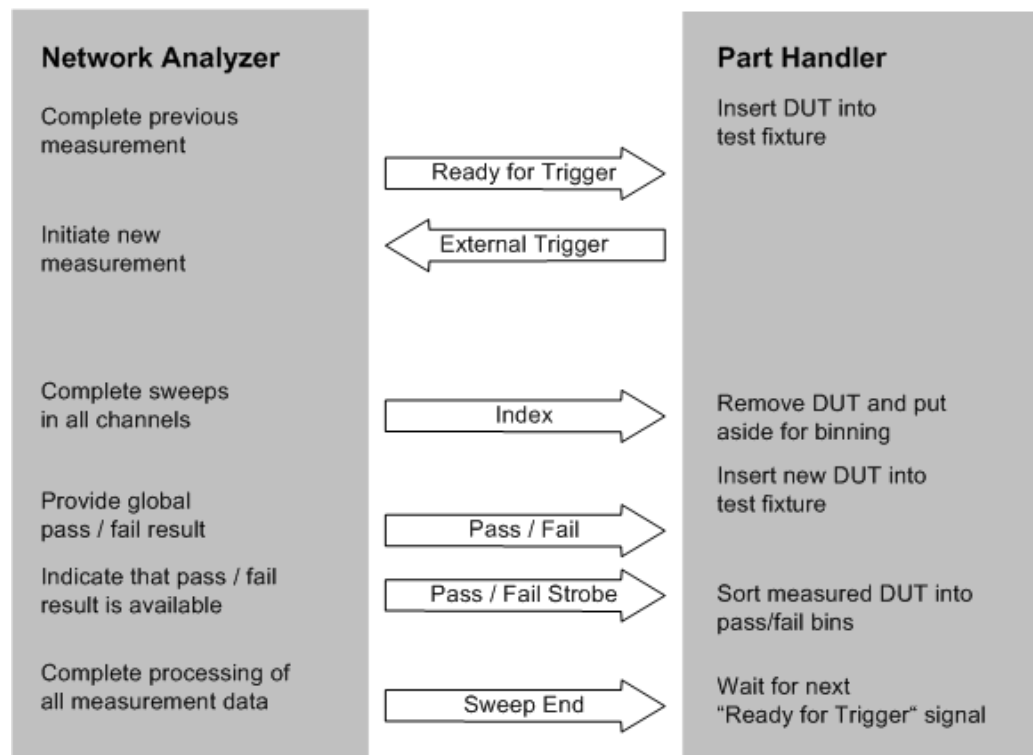 Network Analyzer
Part Handler
Complete previous
measurement
Insert DUT into
test fixture
Ready for Trigger
Initiate new
measurement
External Trigger
Complete sweeps
in all channels
Index
Remove DUT and put
aside for binning
Insert new DUT into
test fixture
Provide global
pass / fail result
Pass / Fail
Indicate that pass / fail
result is available
Pass / Fail Strobe
Sort measured DUT into
pass/fail bins
Complete processing of
all measurement data
Sweep End
Wait for next
“Ready for Trigger“ signal